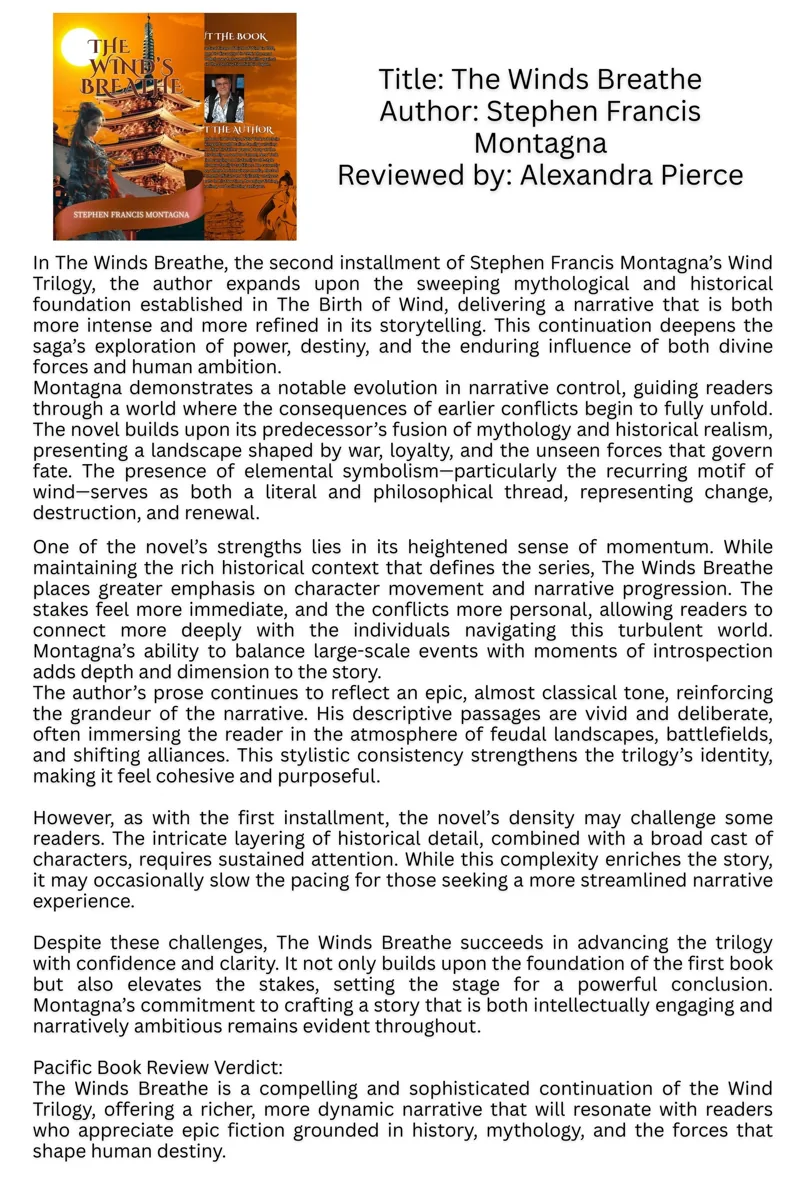 THE
WIND'S
BREATHE
T THE BOOK
T THE AUTHOR
STEPHEN FRANCIS MONTAGNA
Title: The Winds Breathe
Author: Stephen Francis
Montagna
Reviewed by: Alexandra Pierce
In The Winds Breathe, the second installment of Stephen Francis Montagna’s Wind
Trilogy, the author expands upon the sweeping mythological and historical
foundation established in The Birth of Wind, delivering a narrative that is both
more intense and more refined in its storytelling. This continuation deepens the
saga’s exploration of power, destiny, and the enduring influence of both divine
forces and human ambition.
Montagna demonstrates a notable evolution in narrative control, guiding readers
through a world where the consequences of earlier conflicts begin to fully unfold.
The novel builds upon its predecessor’s fusion of mythology and historical realism,
presenting a landscape shaped by war, loyalty, and the unseen forces that govern
fate. The presence of elemental symbolism—particularly the recurring motif of
wind—serves as both a literal and philosophical thread, representing change,
destruction, and renewal.
One of the novel’s strengths lies in its heightened sense of momentum. While
maintaining the rich historical context that defines the series, The Winds Breathe
places greater emphasis on character movement and narrative progression. The
stakes feel more immediate, and the conflicts more personal, allowing readers to
connect more deeply with the individuals navigating this turbulent world.
Montagna’s ability to balance large-scale events with moments of introspection
adds depth and dimension to the story.
The author’s prose continues to reflect an epic, almost classical tone, reinforcing
the grandeur of the narrative. His descriptive passages are vivid and deliberate,
often immersing the reader in the atmosphere of feudal landscapes, battlefields,
and shifting alliances. This stylistic consistency strengthens the trilogy’s identity,
making it feel cohesive and purposeful.
However, as with the first installment, the novel’s density may challenge some
readers. The intricate layering of historical detail, combined with a broad cast of
characters, requires sustained attention. While this complexity enriches the story,
it may occasionally slow the pacing for those seeking a more streamlined narrative
experience.
Despite these challenges, The Winds Breathe succeeds in advancing the trilogy
with confidence and clarity. It not only builds upon the foundation of the first book
but also elevates the stakes, setting the stage for a powerful conclusion.
Montagna’s commitment to crafting a story that is both intellectually engaging and
narratively ambitious remains evident throughout.
Pacific Book Review Verdict:
The Winds Breathe is a compelling and sophisticated continuation of the Wind
Trilogy, offering a richer, more dynamic narrative that will resonate with readers
who appreciate epic fiction grounded in history, mythology, and the forces that
shape human destiny.